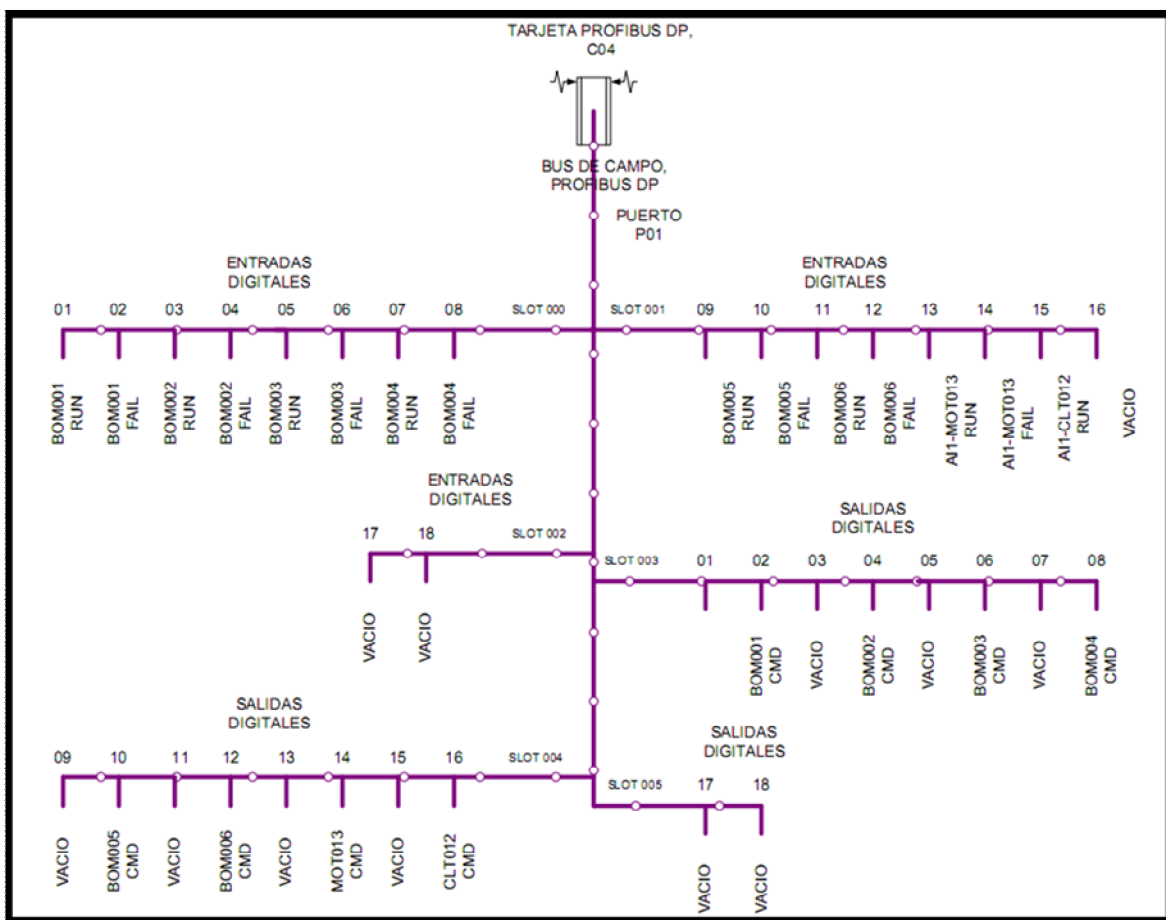 TARJETA PROFIBUS DP,
C04
BUS DE CAMPO,
PROFIBUS DP
PUERTO
P01
ENTRADAS
DIGITALES
01 02 03 04 05 06 07 08 SLOT 000
BOM001
RUN
BOM001
FAIL
BOM002
RUN
BOM002
FAIL
BOM003
RUN
BOM003
FAIL
BOM004
RUN
BOM004
FAIL
ENTRADAS
DIGITALES
SLOT 001 09 10 11 12 13 14 15 16
BOM005
RUN
BOM005
FAIL
BOM006
RUN
BOM006
FAIL
AI1-MOT013
RUN
AI1-MOT013
FAIL
AI1-CLT012
RUN
VACIO
ENTRADAS
DIGITALES
17 18 SLOT 002
VACIO
VACIO
SALIDAS
DIGITALES
SLOT 003 01 02 03 04 05 06 07 08
BOM001
CMD
VACIO
BOM002
CMD
VACIO
BOM003
CMD
VACIO
BOM004
CMD
SALIDAS
DIGITALES
09 10 11 12 13 14 15 16 SLOT 004
VACIO
BOM005
CMD
VACIO
BOM006
CMD
VACIO
MOT013
CMD
VACIO
CLT012
CMD
SALIDAS
DIGITALES
SLOT 005 17 18
VACIO
VACIO